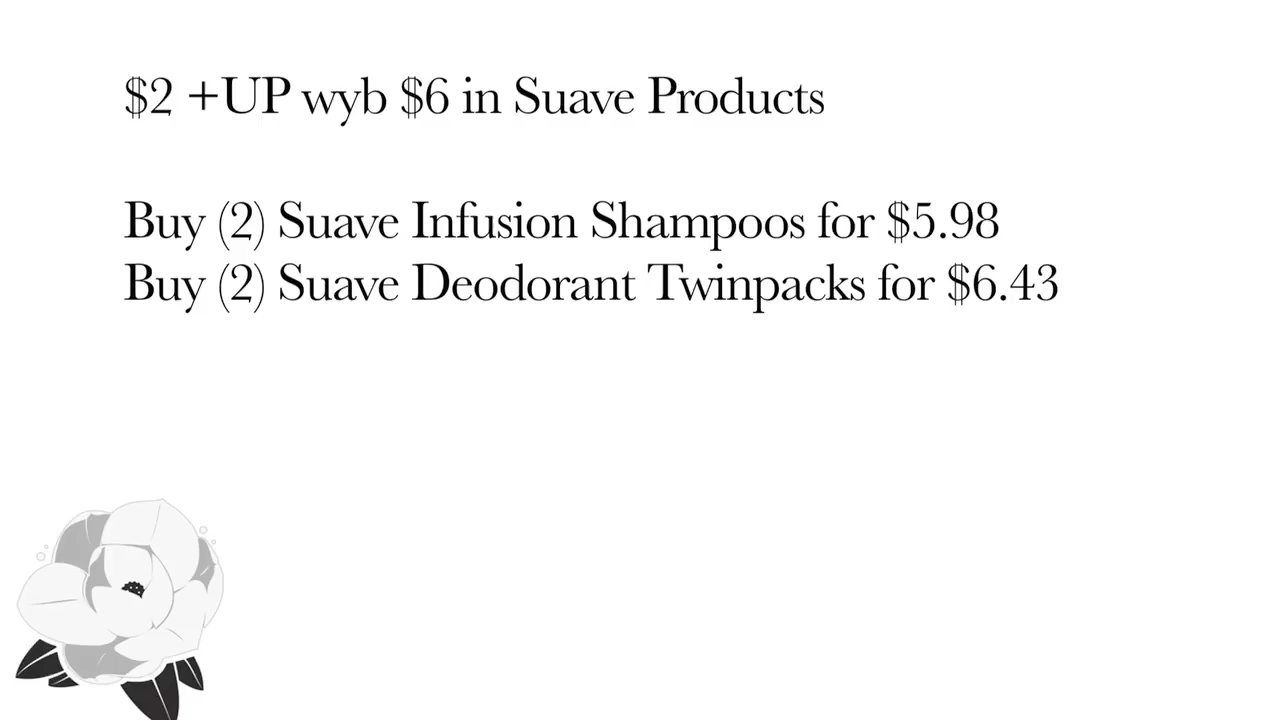 $2 +UP wyb $6 in Suave Products
Buy (2) Suave Infusion Shampoos for $5.98
Buy (2) Suave Deodorant Twinpacks for $6.43